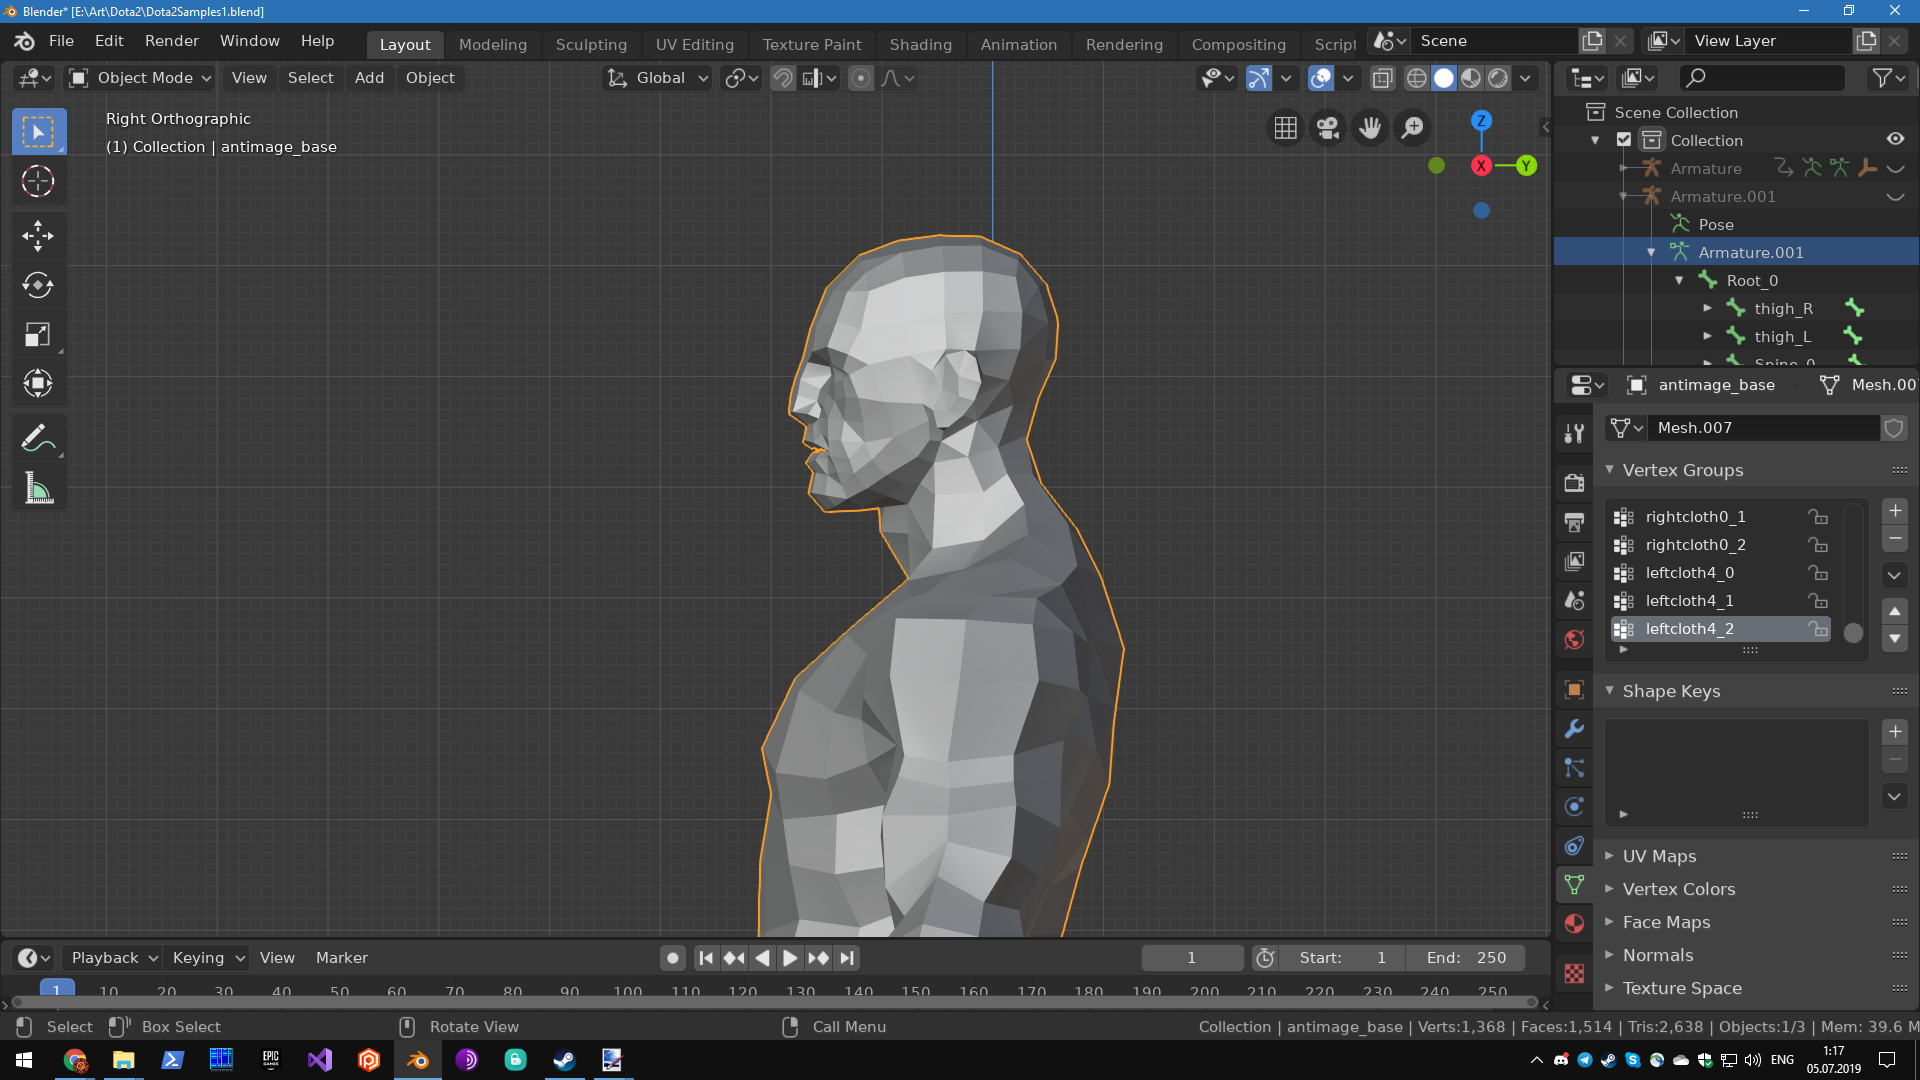 Blender* [E:\Art\Dota2\Dota2Samples1.blend]
File Edit Render Window Help
Layout Modeling Sculpting UV Editing Texture Paint Shading Animation Rendering Compositing Script
Scene
View Layer
Object Mode View Select Add Object
Global
Right Orthographic
(1) Collection | antimage_base
Z
X
Y
Scene Collection
Collection
Armature
Armature.001
Pose
Armature.001
Root_0
thigh_R
thigh_L
Spine_0
antimage_base Mesh.007
Mesh.007
Vertex Groups
rightcloth0_1
rightcloth0_2
leftcloth4_0
leftcloth4_1
leftcloth4_2
Shape Keys
UV Maps
Vertex Colors
Face Maps
Normals
Texture Space
Playback Keying View Marker
1
Start: 1
End: 250
1 10 20 30 40 50 60 70 80 90 100 110 120 130 140 150 160 170 180 190 200 210 220 230 240 250
Select Box Select Rotate View Call Menu
Collection | antimage_base | Verts:1,368 | Faces:1,514 | Tris:2,638 | Objects:1/3 | Mem: 39.6 M
EPIC
GAMES
ENG
1:17
05.07.2019